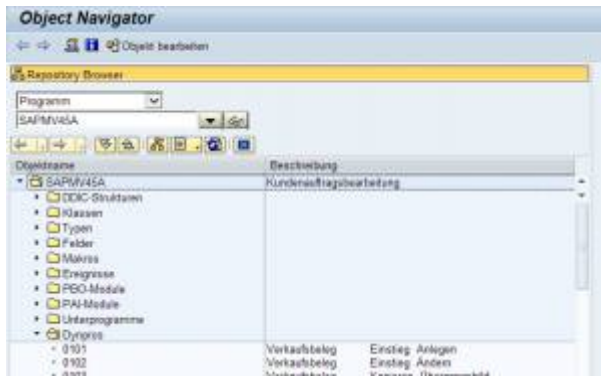 Object Navigator
Objekt bearbeiten
Repository Browser
Programm
SAPMV45A
Objektname Beschreibung
SAPMV45A Kundenauftragsbearbeitung
DDIC-Strukturen
Klassen
Typen
Felder
Makros
Ereignisse
PBO-Module
PAI-Module
Unterprogramme
Dynpros
0101 Verkaufsbeleg Einstieg Anlegen
0102 Verkaufsbeleg Einstieg Ändern